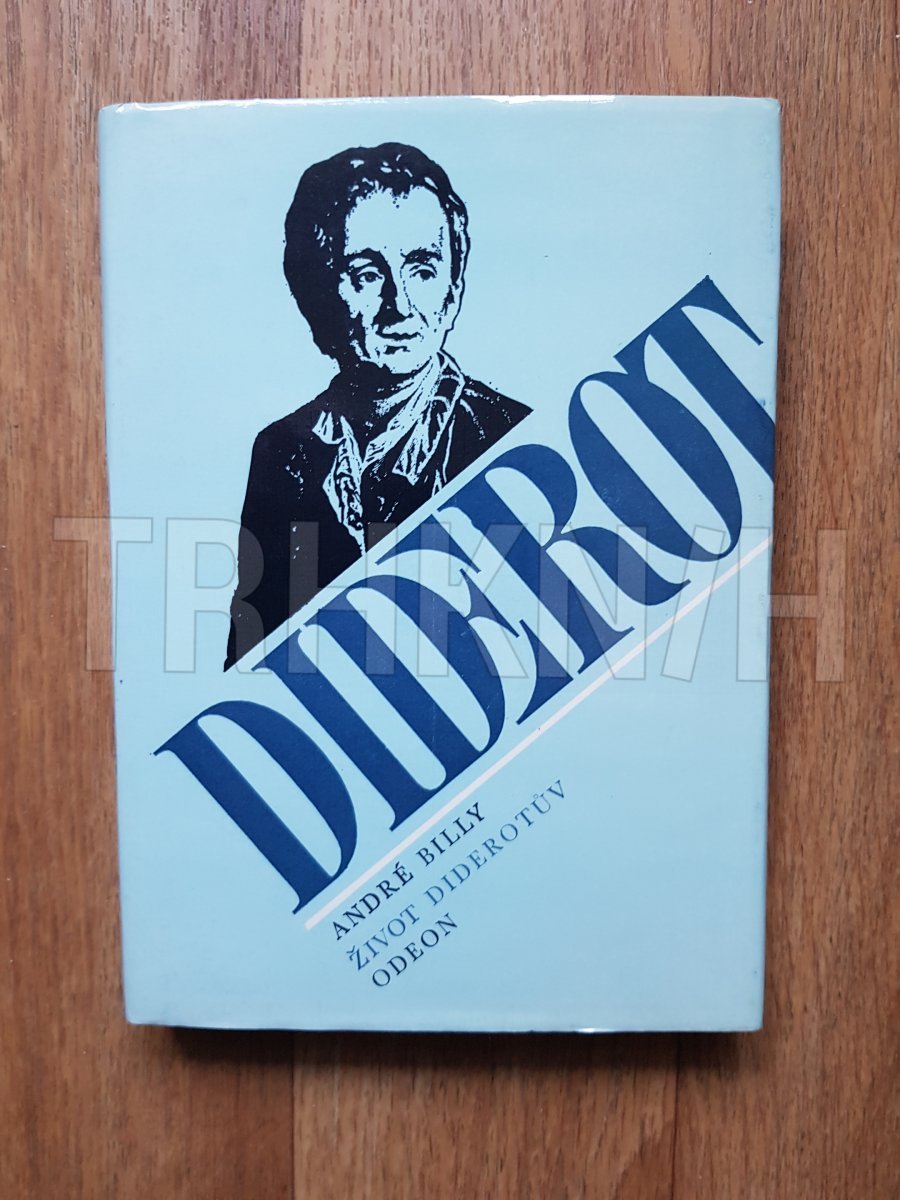 DIDEROT
ANDRÉ BILLY
ŽIVOT DIDEROTŮV
ODEON
TRHKNIH